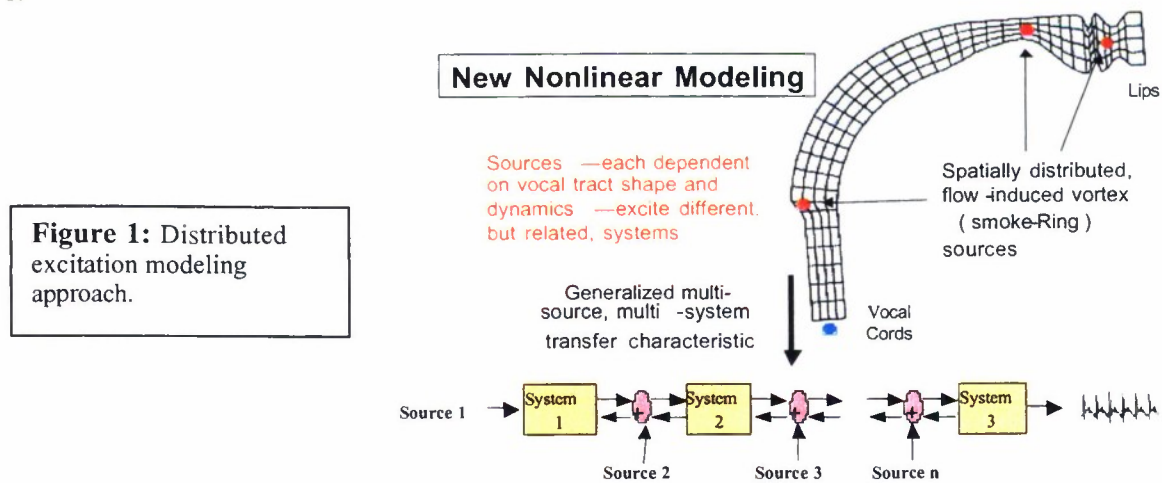 New Nonlinear Modeling
Lips
Sources —each dependent
on vocal tract shape and
dynamics —excite different.
but related, systems
Spatially distributed,
flow -induced vortex
( smoke-Ring )
sources
Figure 1: Distributed
excitation modeling
approach.
Generalized multi-
source, multi -system
transfer characteristic
Vocal
Cords
Source 1
System
1
+
System
2
+
+
System
3
Source 2
Source 3
Source n